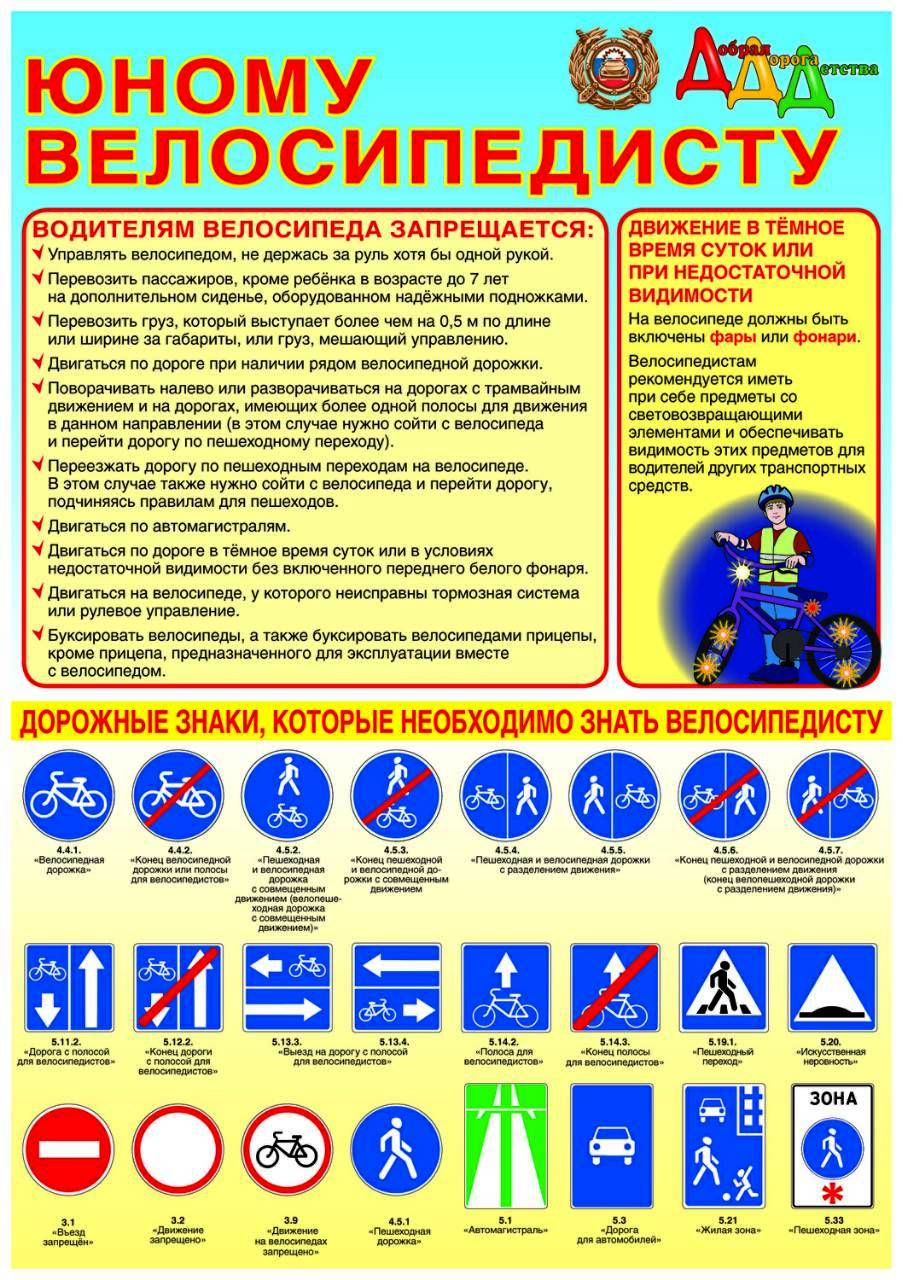 Добрая
Дорога
Детства
ЮНОМУ
ВЕЛОСИПЕДИСТУ
ВОДИТЕЛЯМ ВЕЛОСИПЕДА ЗАПРЕЩАЕТСЯ:
Управлять велосипедом, не держась за руль хотя бы одной рукой.
Перевозить пассажиров, кроме ребёнка в возрасте до 7 лет
на дополнительном сиденье, оборудованном надёжными подножками.
Перевозить груз, который выступает более чем на 0,5 м по длине
или ширине за габариты, или груз, мешающий управлению.
Двигаться по дороге при наличии рядом велосипедной дорожки.
Поворачивать налево или разворачиваться на дорогах с трамвайным
движением и на дорогах, имеющих более одной полосы для движения
в данном направлении (в этом случае нужно сойти с велосипеда
и перейти дорогу по пешеходному переходу).
Переезжать дорогу по пешеходным переходам на велосипеде.
В этом случае также нужно сойти с велосипеда и перейти дорогу,
подчиняясь правилам для пешеходов.
Двигаться по автомагистралям.
Двигаться по дороге в тёмное время суток или в условиях
недостаточной видимости без включенного переднего белого фонаря.
Двигаться на велосипеде, у которого неисправны тормозная система
или рулевое управление.
Буксировать велосипеды, а также буксировать велосипедами прицепы,
кроме прицепа, предназначенного для эксплуатации вместе
с велосипедом.
ДВИЖЕНИЕ В ТЁМНОЕ
ВРЕМЯ СУТОК ИЛИ
ПРИ НЕДОСТАТОЧНОЙ
ВИДИМОСТИ
На велосипеде должны быть
включены фары или фонари.
Велосипедистам
рекомендуется иметь
при себе предметы со
световозвращающими
элементами и обеспечивать
видимость этих предметов для
водителей других транспортных
средств.
ДОРОЖНЫЕ ЗНАКИ, КОТОРЫЕ НЕОБХОДИМО ЗНАТЬ ВЕЛОСИПЕДИСТУ
4.4.1.
«Велосипедная
дорожка»
4.4.2.
«Конец велосипедной
дорожки или полосы
для велосипедистов»
4.5.2.
«Пешеходная
и велосипедная
дорожка
с совмещенным
движением (велопеше-
ходная дорожка
с совмещенным
движением)»
4.5.3.
«Конец пешеходной
и велосипедной до-
рожки с совмещенным
движением
4.5.4. 4.5.5.
«Пешеходная и велосипедная дорожки
с разделением движения»
4.5.6. 4.5.7.
«Конец пешеходной и велосипедной дорожки
с разделением движения
(конец велопешеходной дорожки
с разделением движения)»
5.11.2.
«Дорога с полосой
для велосипедистов»
5.12.2.
«Конец дороги
с полосой для
велосипедистов»
5.13.3. 5.13.4.
«Выезд на дорогу с полосой
для велосипедистов»
5.14.2.
«Полоса для
велосипедистов»
5.14.3.
«Конец полосы
для велосипедистов»
5.19.1.
«Пешеходный
переход»
5.20.
«Искусственная
неровность»
3.1
«Въезд
запрещён»
3.2
«Движение
запрещено»
3.9
«Движение
на велосипедах
запрещено»
4.5.1
«Пешеходная
дорожка»
5.1
«Автомагистраль»
5.3
«Дорога
для автомобилей»
5.21
«Жилая зона»
ЗОНА
5.33
«Пешеходная зона»